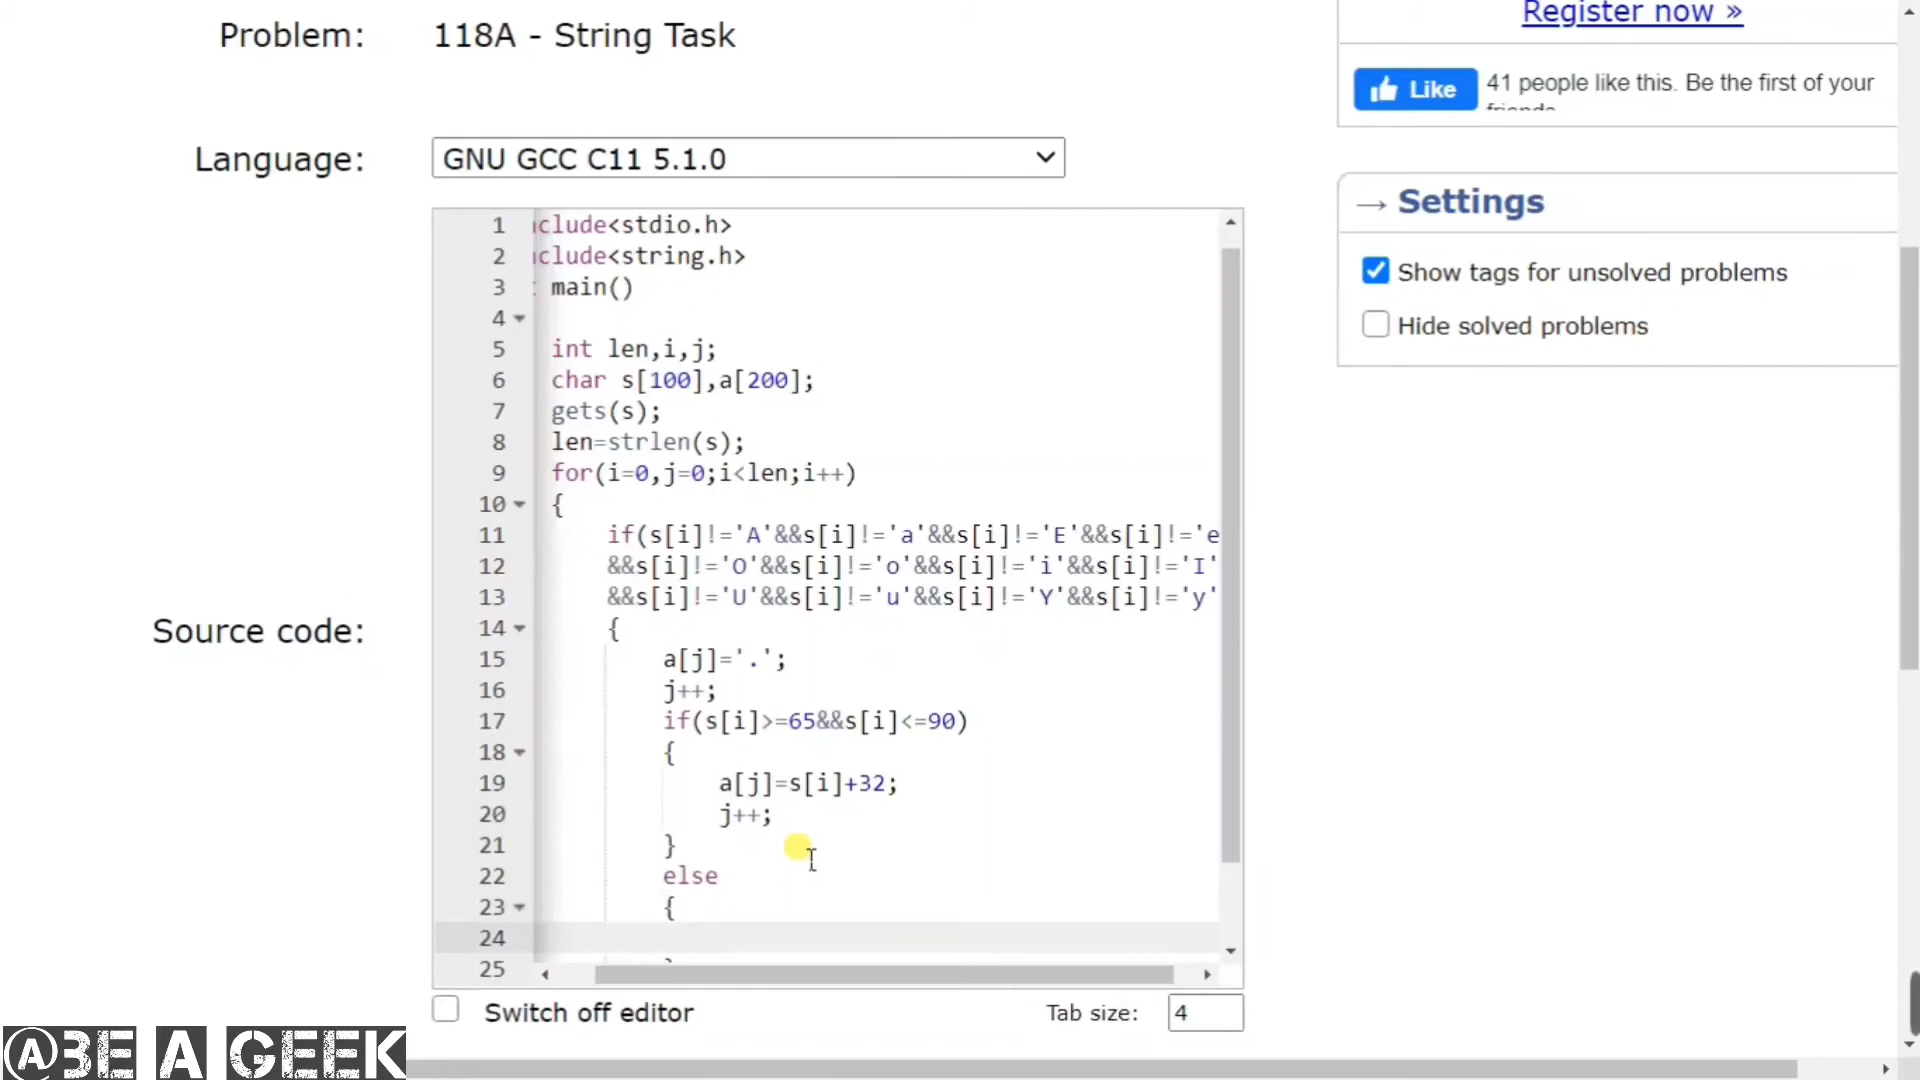 Problem: 118A - String Task
Register now »
Like 41 people like this. Be the first of your
friends.
Language: GNU GCC C11 5.1.0
→ Settings
Show tags for unsolved problems
Hide solved problems
Source code:
1 clude<stdio.h>
2 clude<string.h>
3 main()
4
5 int len,i,j;
6 char s[100],a[200];
7 gets(s);
8 len=strlen(s);
9 for(i=0,j=0;i<len;i++)
10 {
11 if(s[i]!='A'&&s[i]!='a'&&s[i]!='E'&&s[i]!='e
12 &&s[i]!='O'&&s[i]!='o'&&s[i]!='i'&&s[i]!='I'
13 &&s[i]!='U'&&s[i]!='u'&&s[i]!='Y'&&s[i]!='y'
14 {
15 a[j]='.';
16 j++;
17 if(s[i]>=65&&s[i]<=90)
18 {
19 a[j]=s[i]+32;
20 j++;
21 }
22 else
23 {
24
25
Switch off editor
Tab size: 4
@BE A GEEK